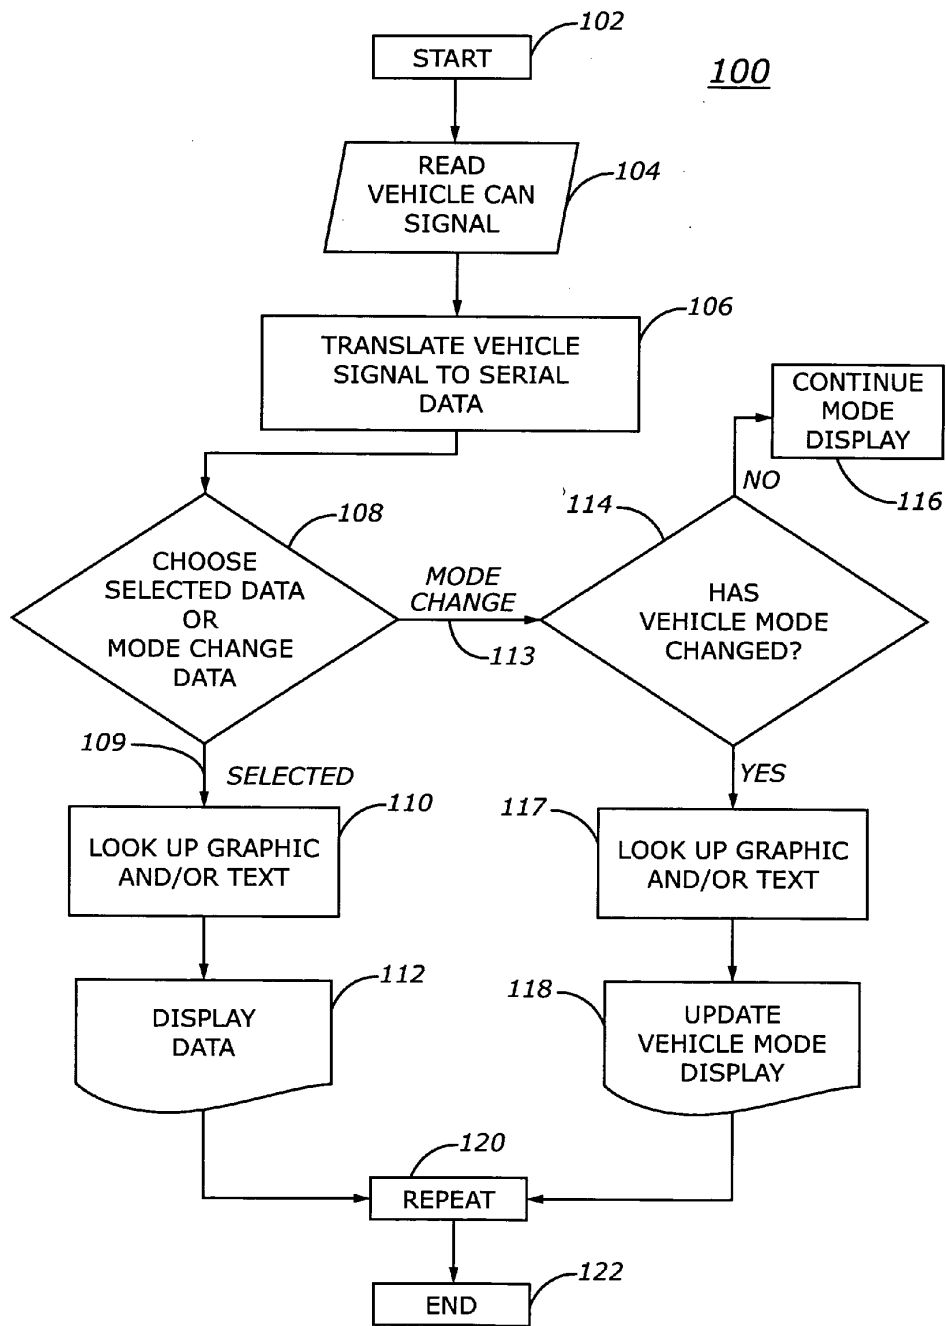 START
102
100
READ
VEHICLE CAN
SIGNAL
104
TRANSLATE VEHICLE
SIGNAL TO SERIAL
DATA
106
CONTINUE
MODE
DISPLAY
116
NO
CHOOSE
SELECTED DATA
OR
MODE CHANGE
DATA
108
MODE
CHANGE
113
114
HAS
VEHICLE MODE
CHANGED?
109
SELECTED
YES
LOOK UP GRAPHIC
AND/OR TEXT
110
117
LOOK UP GRAPHIC
AND/OR TEXT
DISPLAY
DATA
112
118
UPDATE
VEHICLE MODE
DISPLAY
120
REPEAT
END
122